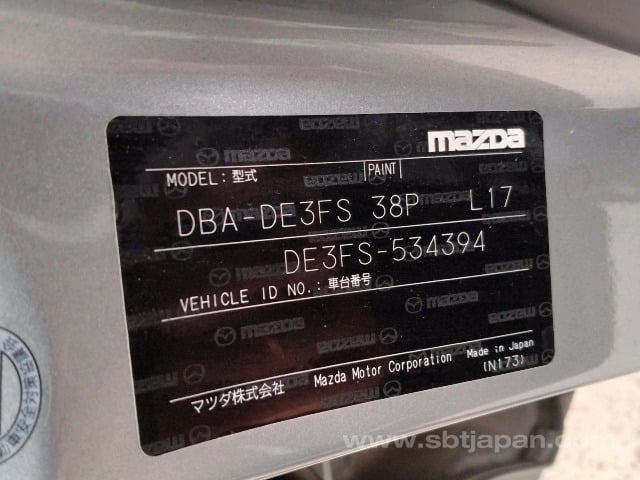 mazda
MODEL: 型式 PAINT
DBA-DE3FS 38P L17
DE3FS-534394
VEHICLE ID NO.: 車台番号
マツダ株式会社 Mazda Motor Corporation Made in Japan
(N173)
www.sbtjapan.com